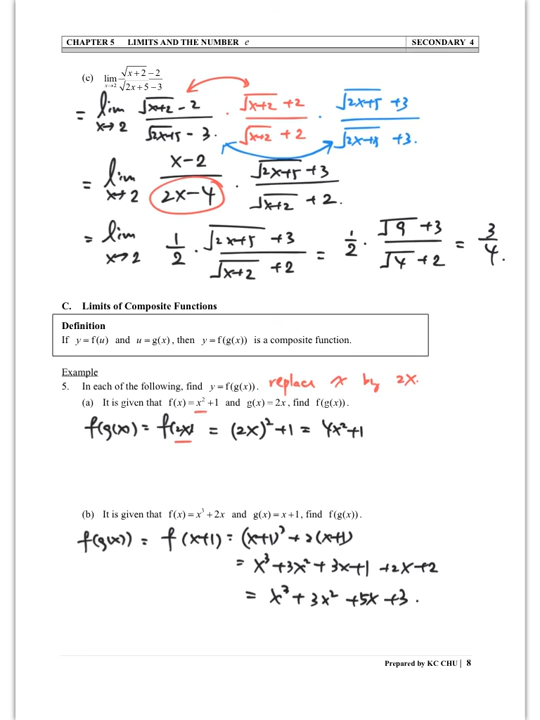 CHAPTER 5 LIMITS AND THE NUMBER e SECONDARY 4
(c) lim x→2 (√(x+2) − 2)/(√(2x+5) − 3)
= lim x→2 (√(x+2) − 2)/(√(2x+5) − 3) · (√(x+2) + 2)/(√(x+2) + 2) · (√(2x+5) + 3)/(√(2x+5) + 3)
= lim x→2 (x−2)/(2x−4) · (√(2x+5) + 3)/(√(x+2) + 2)
= lim x→2 1/2 · (√(2x+5) + 3)/(√(x+2) + 2) = 1/2 · (√9 + 3)/(√4 + 2) = 3/4.
C. Limits of Composite Functions
Definition
If y = f(u) and u = g(x), then y = f(g(x)) is a composite function.
Example
5. In each of the following, find y = f(g(x)). replace x by 2x.
(a) It is given that f(x) = x² + 1 and g(x) = 2x, find f(g(x)).
f(g(x)) = f(2x) = (2x)² + 1 = 4x² + 1
(b) It is given that f(x) = x³ + 2x and g(x) = x + 1, find f(g(x)).
f(g(x)) = f(x+1) = (x+1)³ + 2(x+1)
= x³ + 3x² + 3x + 1 + 2x + 2
= x³ + 3x² + 5x + 3.
Prepared by KC CHU | 8